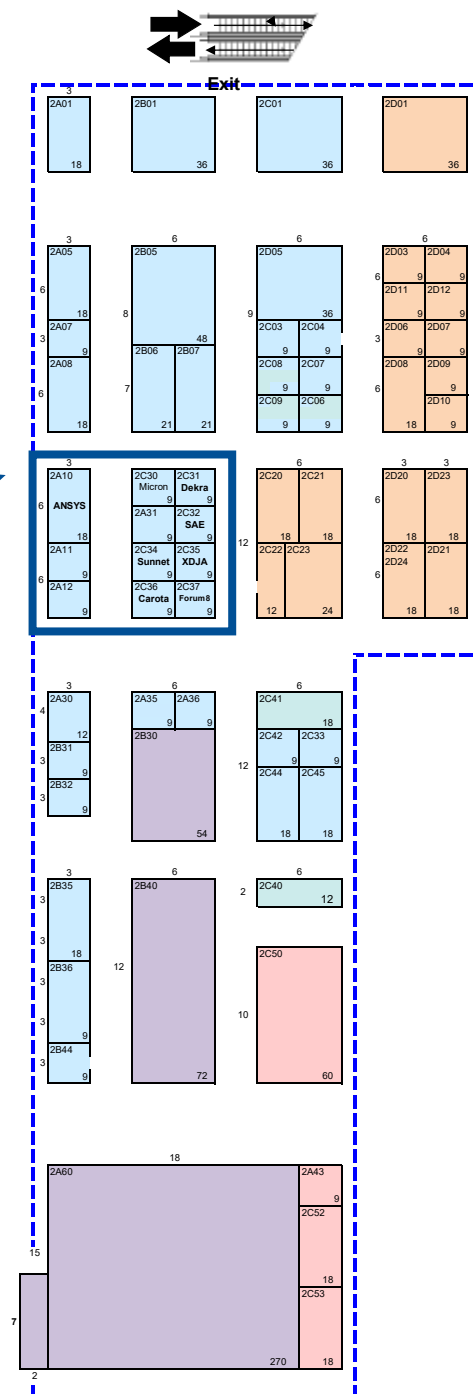 Exit
3
2A01
18
2B01
36
2C01
36
2D01
36
3
6
6
6
2A05
6
18
2A07
3
9
2A08
6
18
2B05
8
48
2B06
2B07
7
21
21
2D05
9
36
2C03
2C04
9
9
2C08
2C07
9
9
2C09
2C06
9
9
2D03
2D04
6
9
9
2D11
2D12
9
9
2D06
2D07
3
9
9
2D08
2D09
6
9
2D10
18
9
3
2A10
6
ANSYS
18
2A11
6
9
2A12
9
2C30
2C31
Micron
Dekra
9
9
2A31
2C32
SAE
9
9
2C34
2C35
Sunnet
XDJA
9
9
2C36
2C37
Carota
Forum8
9
9
6
2C20
2C21
18
18
12
2C22
2C23
12
24
3
3
2D20
2D23
6
18
18
2D22
2D21
2D24
6
18
18
3
2A30
4
12
2B31
3
9
2B32
3
9
6
2A35
2A36
9
9
2B30
54
6
2C41
18
2C42
2C33
12
9
9
2C44
2C45
18
18
3
2B35
3
3
18
2B36
3
3
9
2B44
3
9
6
2B40
12
72
6
2C40
2
12
2C50
10
60
18
2A60
15
7
2
270
2A43
9
2C52
18
2C53
18